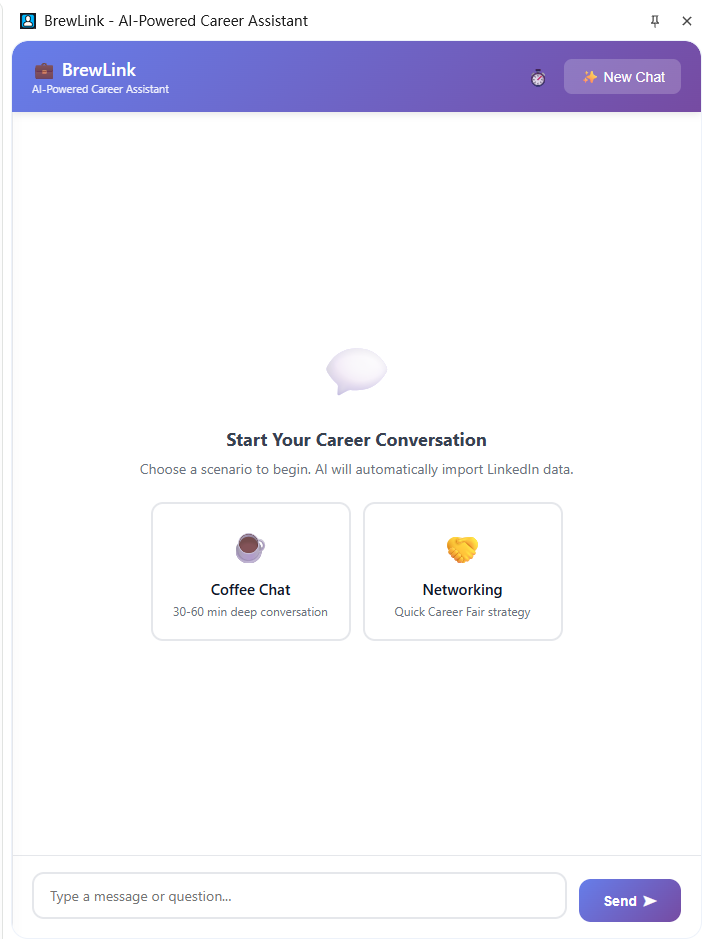 BrewLink - AI-Powered Career Assistant
BrewLink
AI-Powered Career Assistant
New Chat
Start Your Career Conversation
Choose a scenario to begin. AI will automatically import LinkedIn data.
Coffee Chat
30-60 min deep conversation
Networking
Quick Career Fair strategy
Type a message or question...
Send